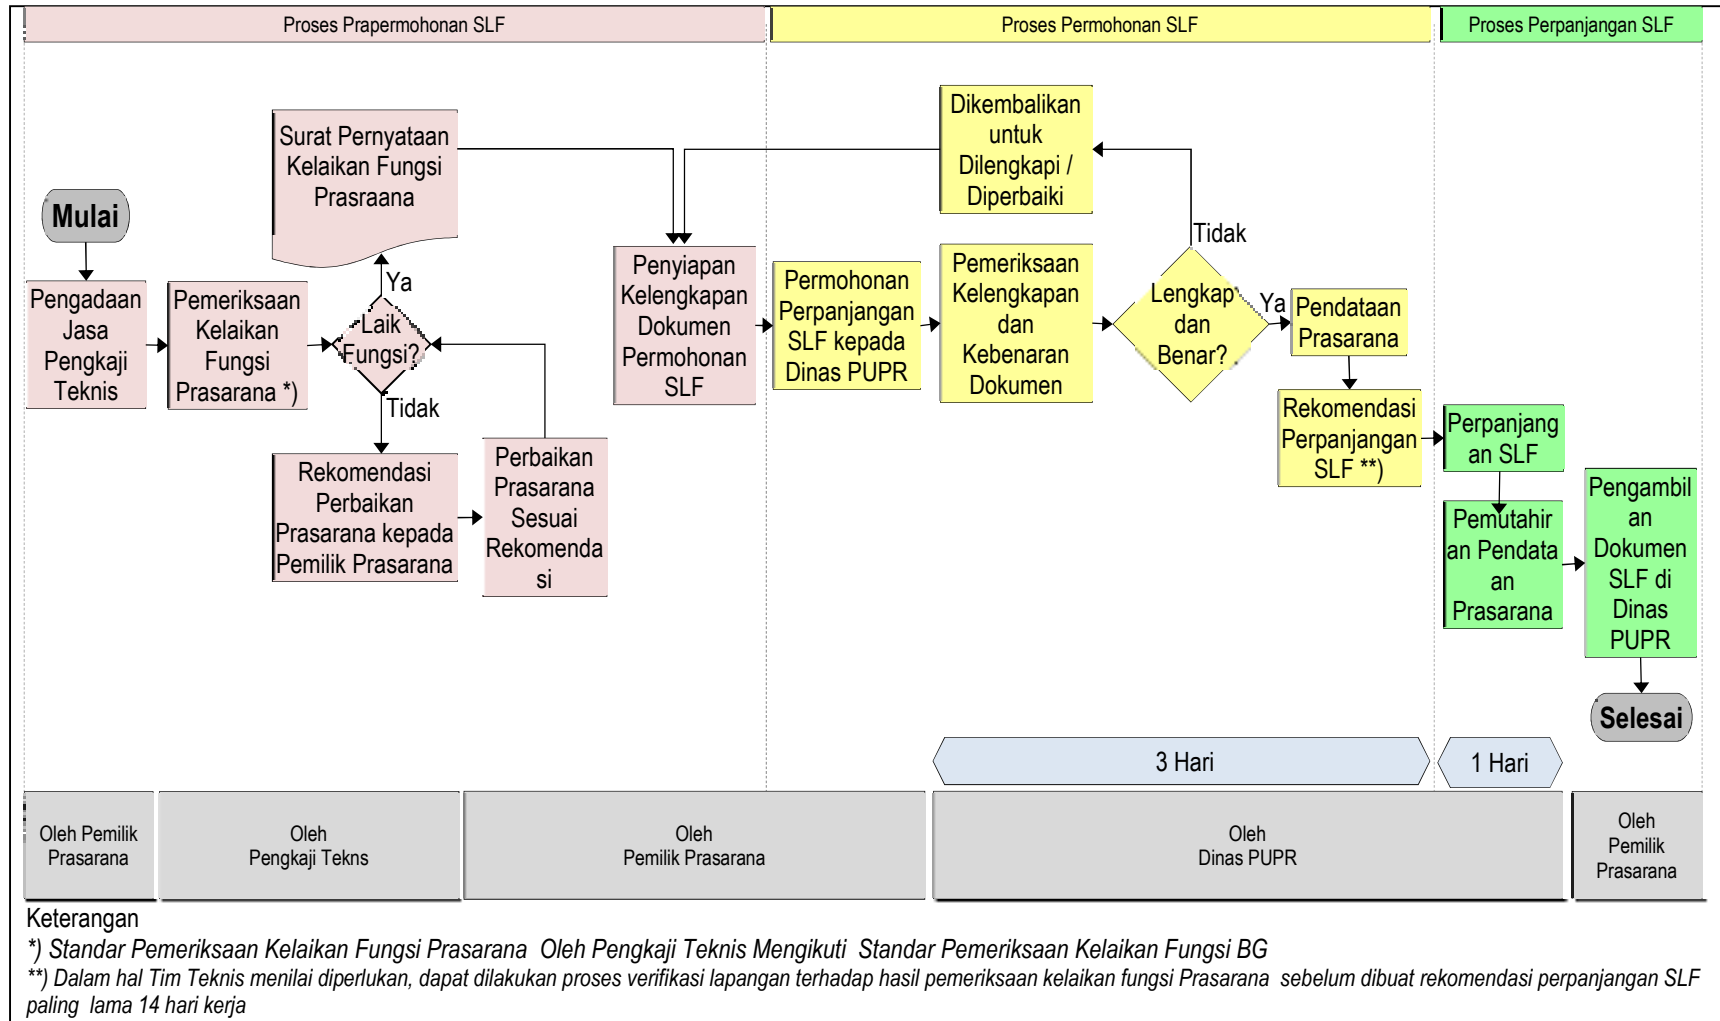 Proses Prapermohonan SLF
Proses Permohonan SLF
Proses Perpanjangan SLF
Mulai
Pengadaan
Jasa
Pengkaji
Teknis
Pemeriksaan
Kelaikan
Fungsi
Prasarana *)
Laik
Fungsi?
Ya
Surat Pernyataan
Kelaikan Fungsi
Prasraana
Tidak
Rekomendasi
Perbaikan
Prasarana kepada
Pemilik Prasarana
Perbaikan
Prasarana
Sesuai
Rekomenda
si
Penyiapan
Kelengkapan
Dokumen
Permohonan
SLF
Permohonan
Perpanjangan
SLF kepada
Dinas PUPR
Pemeriksaan
Kelengkapan
dan
Kebenaran
Dokumen
Lengkap
dan
Benar?
Tidak
Dikembalikan
untuk
Dilengkapi /
Diperbaiki
Ya
Pendataan
Prasarana
Rekomendasi
Perpanjangan
SLF **)
Perpanjang
an SLF
Pemutahir
an Pendata
an
Prasarana
Pengambil
an
Dokumen
SLF di
Dinas
PUPR
Selesai
3 Hari
1 Hari
Oleh Pemilik
Prasarana
Oleh
Pengkaji Tekns
Oleh
Pemilik Prasarana
Oleh
Dinas PUPR
Oleh
Pemilik
Prasarana
Keterangan
*) Standar Pemeriksaan Kelaikan Fungsi Prasarana Oleh Pengkaji Teknis Mengikuti Standar Pemeriksaan Kelaikan Fungsi BG
**) Dalam hal Tim Teknis menilai diperlukan, dapat dilakukan proses verifikasi lapangan terhadap hasil pemeriksaan kelaikan fungsi Prasarana sebelum dibuat rekomendasi perpanjangan SLF
paling lama 14 hari kerja